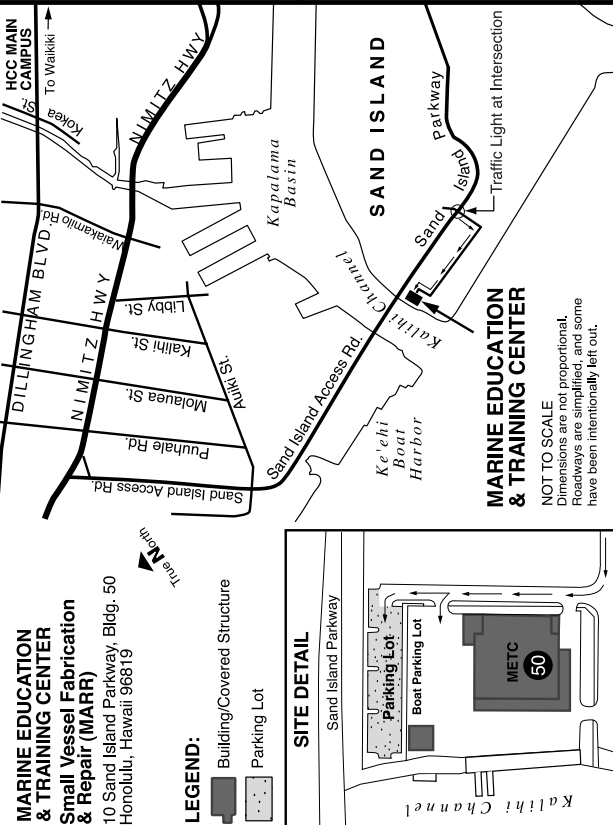 MARINE EDUCATION
& TRAINING CENTER
Small Vessel Fabrication
& Repair (MARR)
10 Sand Island Parkway, Bldg. 50
Honolulu, Hawaii 96819
True North
LEGEND:
Building/Covered Structure
Parking Lot
SITE DETAIL
Sand Island Parkway
Parking Lot
Boat Parking Lot
METC
50
Kalihi Channel
HCC MAIN
CAMPUS
To Waikiki
Kokea St.
NIMITZ HWY
DILLINGHAM BLVD.
Waiakamilo Rd.
NIMITZ HWY
Libby St.
Kalihi St.
Molauea St.
Puuhale Rd.
Auiki St.
Sand Island Access Rd.
Sand Island Access Rd.
Kapalama
Basin
SAND ISLAND
Sand Island Parkway
Traffic Light at Intersection
Kalihi Channel
Ke'ehi
Boat
Harbor
MARINE EDUCATION
& TRAINING CENTER
NOT TO SCALE
Dimensions are not proportional.
Roadways are simplified, and some
have been intentionally left out.